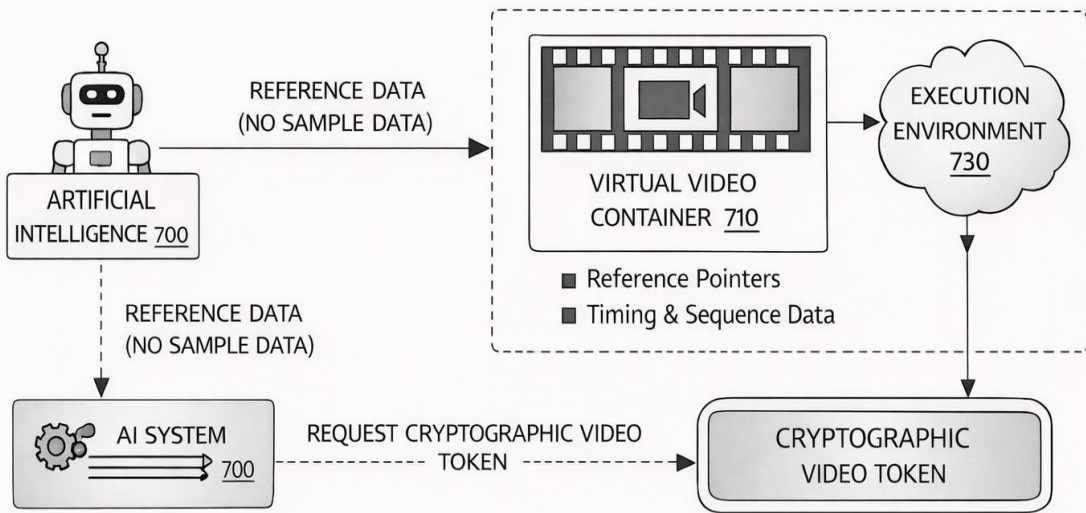 REFERENCE DATA
(NO SAMPLE DATA)
ARTIFICIAL
INTELLIGENCE 700
VIRTUAL VIDEO
CONTAINER 710
EXECUTION
ENVIRONMENT
730
Reference Pointers
Timing & Sequence Data
REFERENCE DATA
(NO SAMPLE DATA)
AI SYSTEM
700
REQUEST CRYPTOGRAPHIC VIDEO
TOKEN
CRYPTOGRAPHIC
VIDEO TOKEN